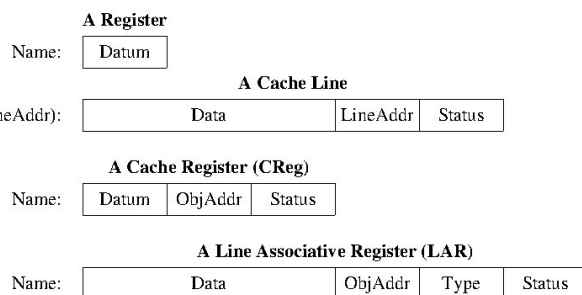 A Register
Name: Datum
A Cache Line
neAddr): Data LineAddr Status
A Cache Register (CReg)
Name: Datum ObjAddr Status
A Line Associative Register (LAR)
Name: Data ObjAddr Type Status